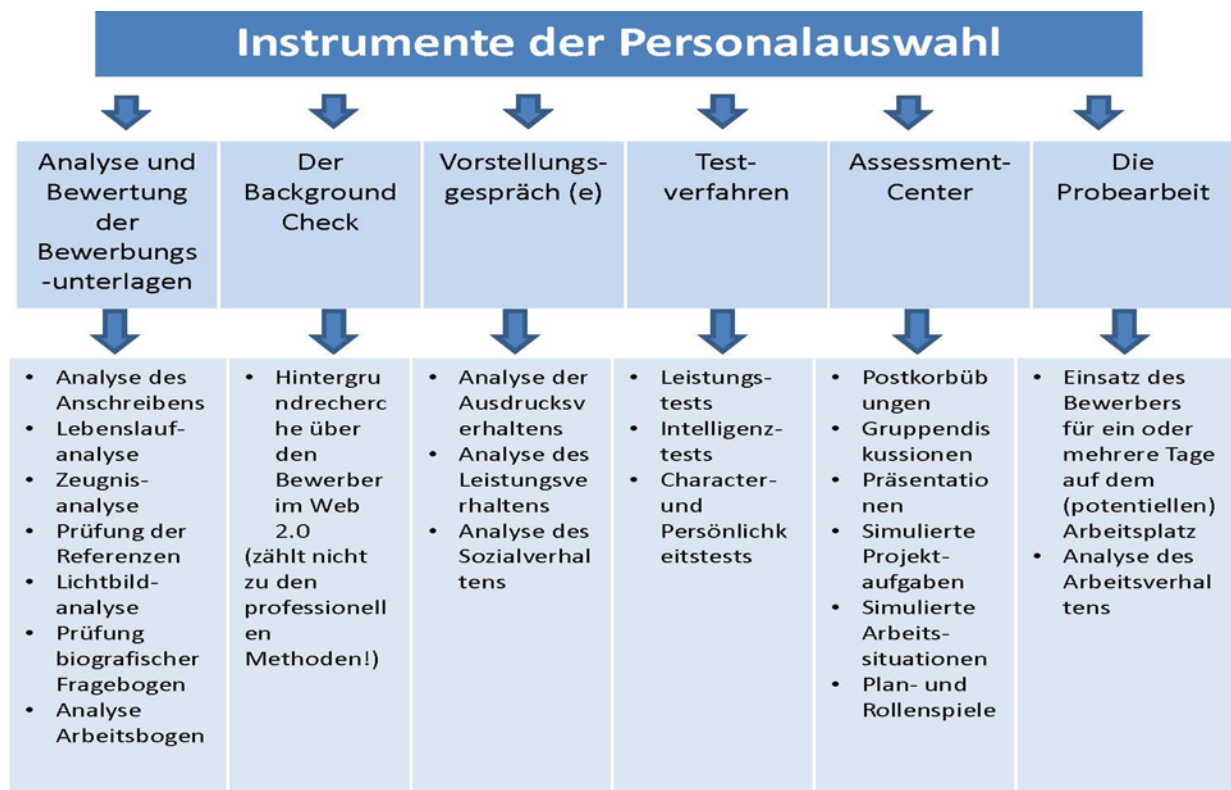 Instrumente der Personalauswahl
Analyse und
Bewertung
der
Bewerbungs
-unterlagen
Der
Background
Check
Vorstellungs-
gespräch (e)
Test-
verfahren
Assessment-
Center
Die
Probearbeit
• Analyse des
Anschreibens
• Lebenslauf-
analyse
• Zeugnis-
analyse
• Prüfung der
Referenzen
• Lichtbild-
analyse
• Prüfung
biografischer
Fragebogen
• Analyse
Arbeitsbogen
• Hintergru
ndrecherc
he über
den
Bewerber
im Web
2.0
(zählt nicht
zu den
professionell
en
Methoden!)
• Analyse der
Ausdrucksv
erhaltens
• Analyse des
Leistungsve
rhaltens
• Analyse des
Sozialverhal
tens
• Leistungs-
tests
• Intelligenz-
tests
• Character-
und
Persönlichk
eitstests
• Postkorbüb
ungen
• Gruppendis
kussionen
• Präsentatio
nen
• Simulierte
Projekt-
aufgaben
• Simulierte
Arbeits-
situationen
• Plan- und
Rollenspiele
• Einsatz des
Bewerbers
für ein oder
mehrere Tage
auf dem
(potentiellen)
Arbeitsplatz
• Analyse des
Arbeitsverhal
tens